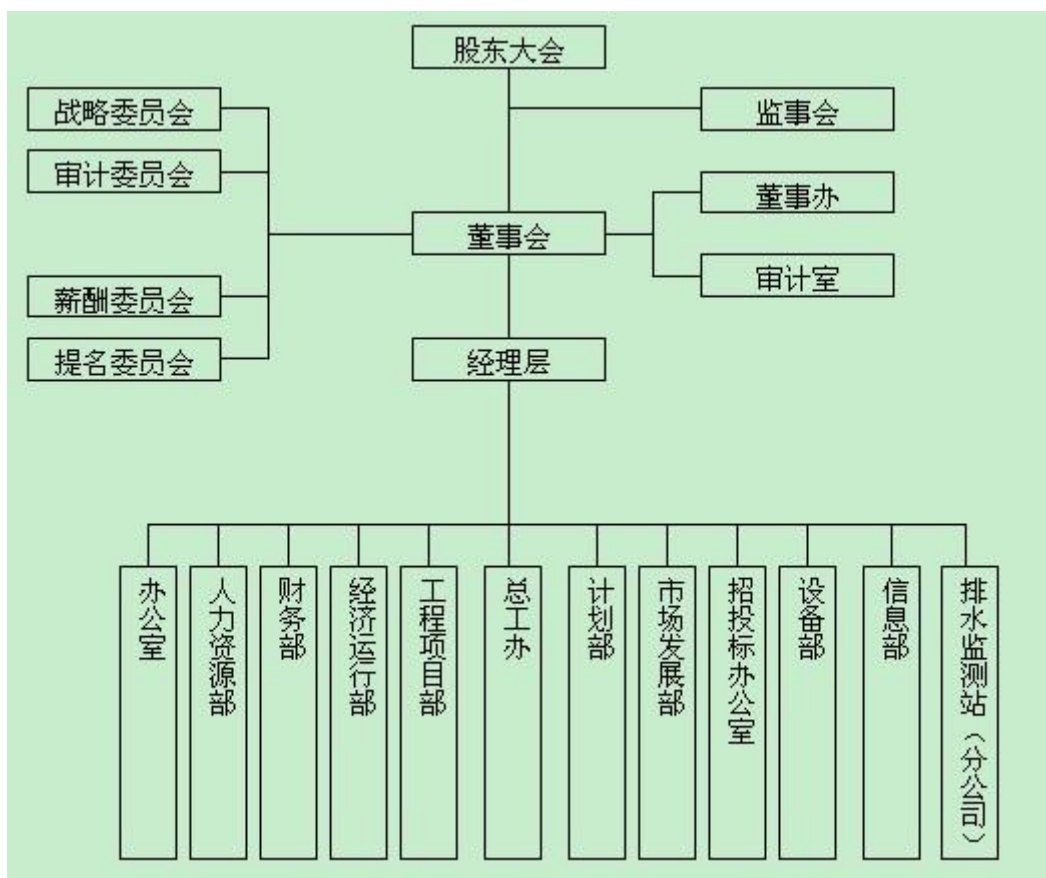 股东大会
战略委员会
监事会
审计委员会
董事办
董事会
审计室
薪酬委员会
提名委员会
经理层
办公室
人力资源部
财务部
经济运行部
工程项目部
总工办
计划部
市场发展部
招投标办公室
设备部
信息部
排水监测站（分公司）